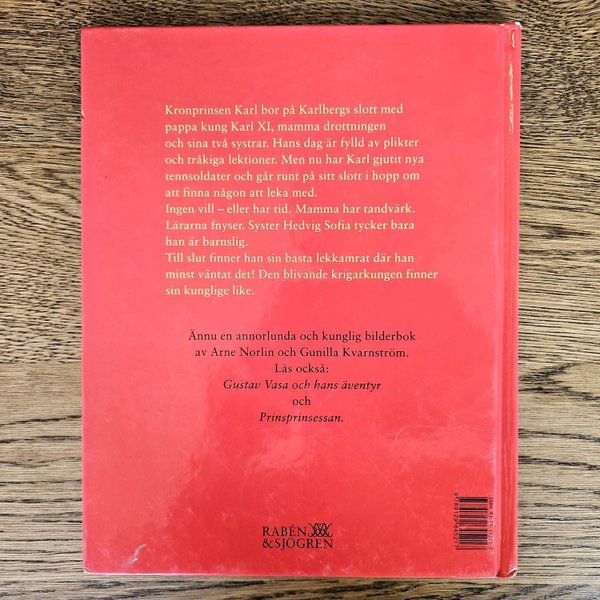 Kronprinsen Karl bor på Karlbergs slott med
pappa kung Karl XI, mamma drottningen
och sina två systrar. Hans dag är fylld av plikter
och tråkiga lektioner. Men nu har Karl gjutit nya
tennsoldater och går runt på sitt slott i hopp om
att finna någon att leka med.
Ingen vill – eller har tid. Mamma har tandvärk.
Lärarna fnyser. Syster Hedvig Sofia tycker bara
han är barnslig.
Till slut finner han sin bästa lekkamrat där han
minst väntat det! Den blivande krigarkungen finner
sin kunglige like.
Ännu en annorlunda och kunglig bilderbok
av Arne Norlin och Gunilla Kvarnström.
Läs också:
Gustav Vasa och hans äventyr
och
Prinsprinsessan.
RABÉN
&SJÖGREN